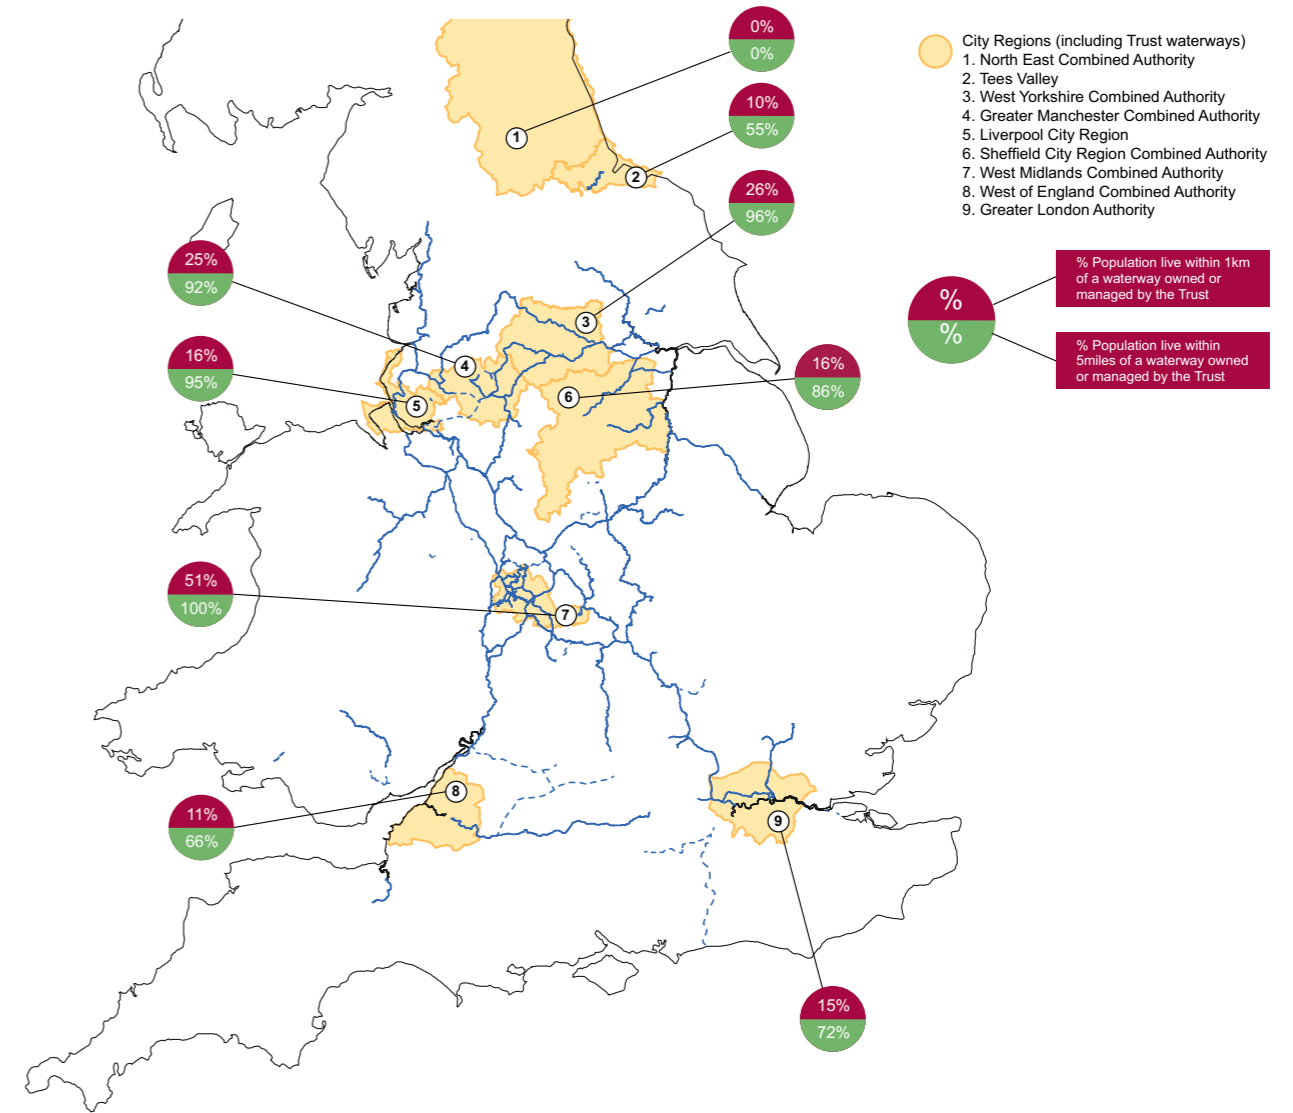 0%
0%
10%
55%
26%
96%
25%
92%
16%
95%
16%
86%
51%
100%
11%
66%
15%
72%
1
2
3
4
5
6
7
8
9
City Regions (including Trust waterways)
1. North East Combined Authority
2. Tees Valley
3. West Yorkshire Combined Authority
4. Greater Manchester Combined Authority
5. Liverpool City Region
6. Sheffield City Region Combined Authority
7. West Midlands Combined Authority
8. West of England Combined Authority
9. Greater London Authority
%
%
% Population live within 1km
of a waterway owned or
managed by the Trust
% Population live within
5miles of a waterway owned
or managed by the Trust